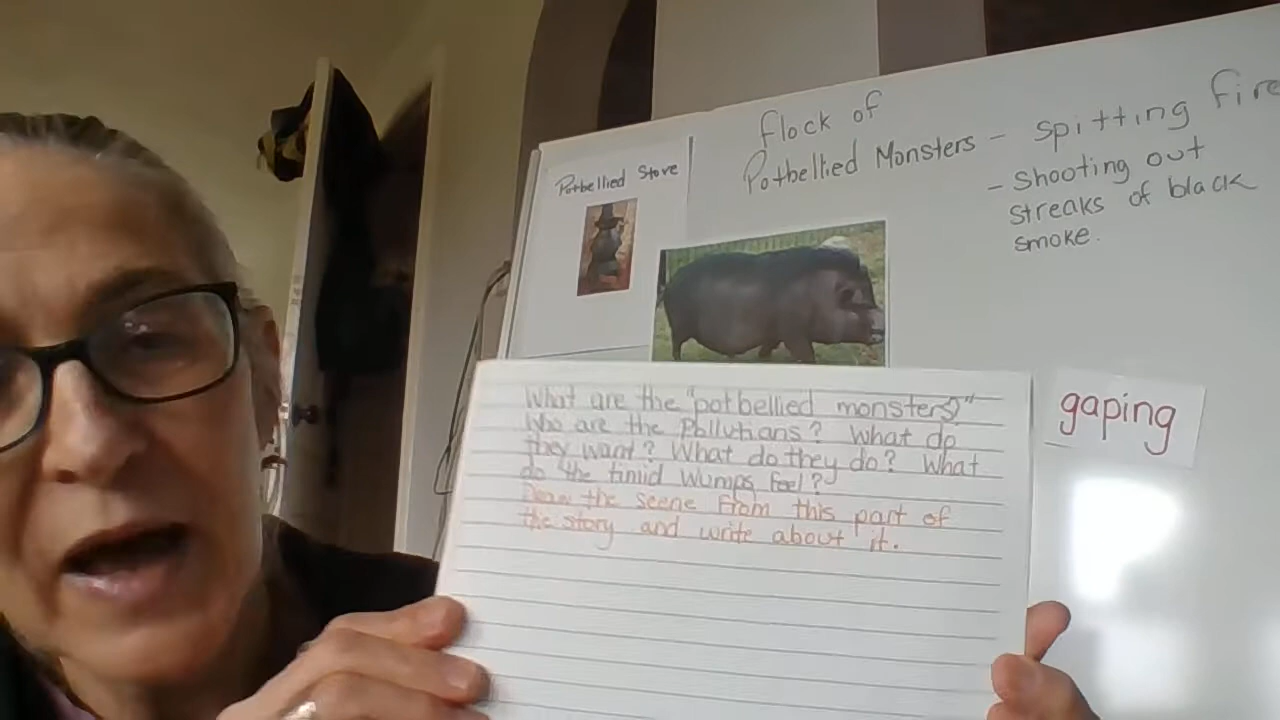 Potbellied Stove
flock of
Potbellied Monsters - spitting fire
- Shooting out
streaks of black
smoke.
What are the "potbellied monsters?"
Who are the Pollutians? What do
they want? What do they do? What
do the timid Wumps feel?
Draw the scene from this part of
the story and write about it.
gaping